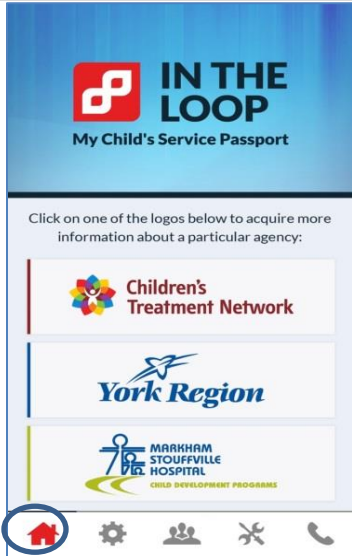 IN THE
LOOP
My Child's Service Passport
Click on one of the logos below to acquire more
information about a particular agency:
Children's
Treatment Network
York Region
MARKHAM
STOUFFVILLE
HOSPITAL
CHILD DEVELOPMENT PROGRAMS